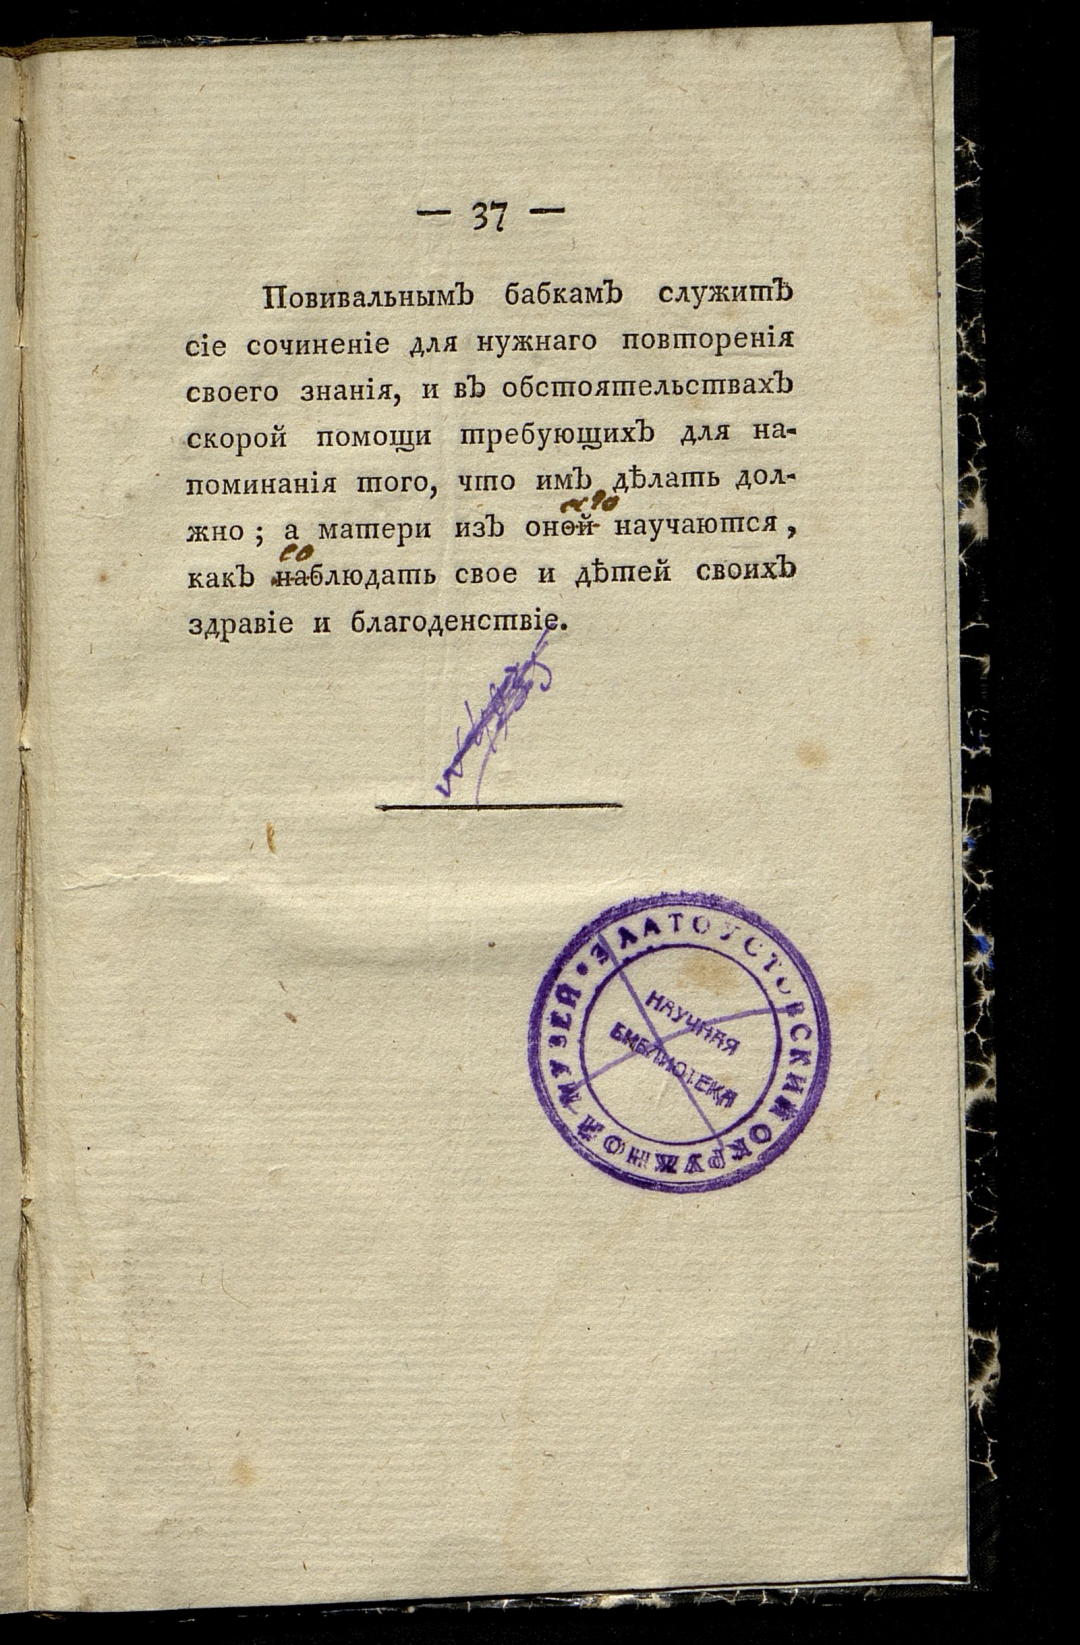 — 37 —
Повивальнымъ бабкамъ служитъ
сіе сочиненіе для нужнаго повторенія
своего знанія, и въ обстоятельствахъ
скорой помощи требующихъ для на-
поминанія того, что имъ дѣлать дол-
жно ; а матери изъ оной научаются ,
со
какъ наблюдать свое и дѣтей своихъ
здравіе и благоденствіе.
ЗЛАТОУСТОВСКИЙ ОКРУЖНОЙ МУЗЕЙ
НАУЧНАЯ
БИБЛИОТЕКА